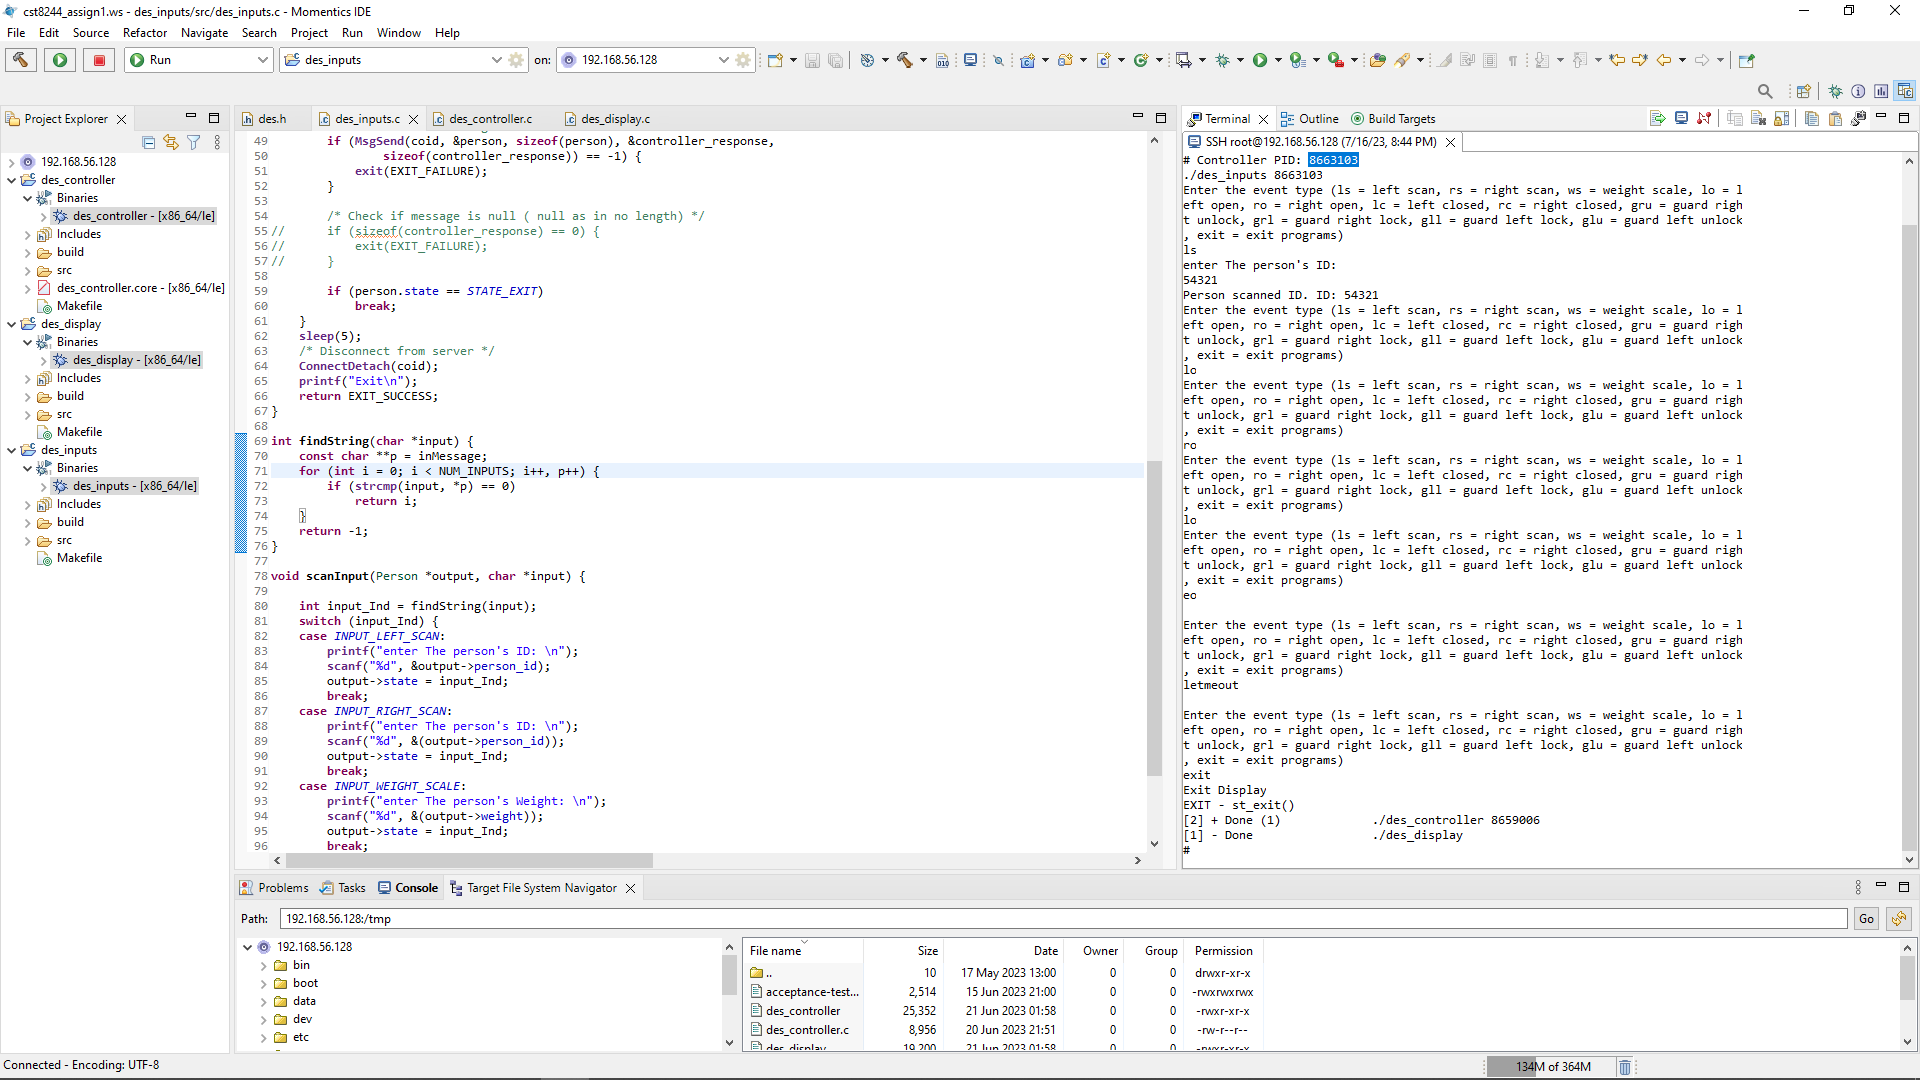 cst8244_assign1.ws - des_inputs/src/des_inputs.c - Momentics IDE
File Edit Source Refactor Navigate Search Project Run Window Help
Run des_inputs on: 192.168.56.128
Project Explorer
192.168.56.128
des_controller
Binaries
des_controller - [x86_64/le]
Includes
build
src
des_controller.core - [x86_64/le]
Makefile
des_display
Binaries
des_display - [x86_64/le]
Includes
build
src
Makefile
des_inputs
Binaries
des_inputs - [x86_64/le]
Includes
build
src
Makefile
des.h des_inputs.c des_controller.c des_display.c
49 if (MsgSend(coid, &person, sizeof(person), &controller_response,
50 sizeof(controller_response)) == -1) {
51 exit(EXIT_FAILURE);
52 }
53
54 /* Check if message is null ( null as in no length) */
55 // if (sizeof(controller_response) == 0) {
56 // exit(EXIT_FAILURE);
57 // }
58
59 if (person.state == STATE_EXIT)
60 break;
61 }
62 sleep(5);
63 /* Disconnect from server */
64 ConnectDetach(coid);
65 printf("Exit\n");
66 return EXIT_SUCCESS;
67 }
68
69 int findString(char *input) {
70 const char **p = inMessage;
71 for (int i = 0; i < NUM_INPUTS; i++, p++) {
72 if (strcmp(input, *p) == 0)
73 return i;
74 }
75 return -1;
76 }
77
78 void scanInput(Person *output, char *input) {
79
80 int input_Ind = findString(input);
81 switch (input_Ind) {
82 case INPUT_LEFT_SCAN:
83 printf("enter The person's ID: \n");
84 scanf("%d", &output->person_id);
85 output->state = input_Ind;
86 break;
87 case INPUT_RIGHT_SCAN:
88 printf("enter The person's ID: \n");
89 scanf("%d", &(output->person_id));
90 output->state = input_Ind;
91 break;
92 case INPUT_WEIGHT_SCALE:
93 printf("enter The person's Weight: \n");
94 scanf("%d", &(output->weight));
95 output->state = input_Ind;
96 break;
Terminal Outline Build Targets
SSH root@192.168.56.128 (7/16/23, 8:44 PM)
# Controller PID: 8663103
./des_inputs 8663103
Enter the event type (ls = left scan, rs = right scan, ws = weight scale, lo = l
eft open, ro = right open, lc = left closed, rc = right closed, gru = guard righ
t unlock, grl = guard right lock, gll = guard left lock, glu = guard left unlock
, exit = exit programs)
ls
enter The person's ID:
54321
Person scanned ID. ID: 54321
Enter the event type (ls = left scan, rs = right scan, ws = weight scale, lo = l
eft open, ro = right open, lc = left closed, rc = right closed, gru = guard righ
t unlock, grl = guard right lock, gll = guard left lock, glu = guard left unlock
, exit = exit programs)
lo
Enter the event type (ls = left scan, rs = right scan, ws = weight scale, lo = l
eft open, ro = right open, lc = left closed, rc = right closed, gru = guard righ
t unlock, grl = guard right lock, gll = guard left lock, glu = guard left unlock
, exit = exit programs)
ro
Enter the event type (ls = left scan, rs = right scan, ws = weight scale, lo = l
eft open, ro = right open, lc = left closed, rc = right closed, gru = guard righ
t unlock, grl = guard right lock, gll = guard left lock, glu = guard left unlock
, exit = exit programs)
lo
Enter the event type (ls = left scan, rs = right scan, ws = weight scale, lo = l
eft open, ro = right open, lc = left closed, rc = right closed, gru = guard righ
t unlock, grl = guard right lock, gll = guard left lock, glu = guard left unlock
, exit = exit programs)
eo
Enter the event type (ls = left scan, rs = right scan, ws = weight scale, lo = l
eft open, ro = right open, lc = left closed, rc = right closed, gru = guard righ
t unlock, grl = guard right lock, gll = guard left lock, glu = guard left unlock
, exit = exit programs)
letmeout
Enter the event type (ls = left scan, rs = right scan, ws = weight scale, lo = l
eft open, ro = right open, lc = left closed, rc = right closed, gru = guard righ
t unlock, grl = guard right lock, gll = guard left lock, glu = guard left unlock
, exit = exit programs)
exit
Exit Display
EXIT - st_exit()
[2] + Done (1) ./des_controller 8659006
[1] - Done ./des_display
#
Problems Tasks Console Target File System Navigator
Path: 192.168.56.128:/tmp Go
192.168.56.128
bin
boot
data
dev
etc
File name Size Date Owner Group Permission
.. 10 17 May 2023 13:00 0 0 drwxr-xr-x
acceptance-test... 2,514 15 Jun 2023 21:00 0 0 -rwxrwxrwx
des_controller 25,352 21 Jun 2023 01:58 0 0 -rwxr-xr-x
des_controller.c 8,956 20 Jun 2023 21:51 0 0 -rw-r--r--
des_display 19,200 21 Jun 2023 01:58 0 0 -rwxr-xr-x
Connected - Encoding: UTF-8
134M of 364M